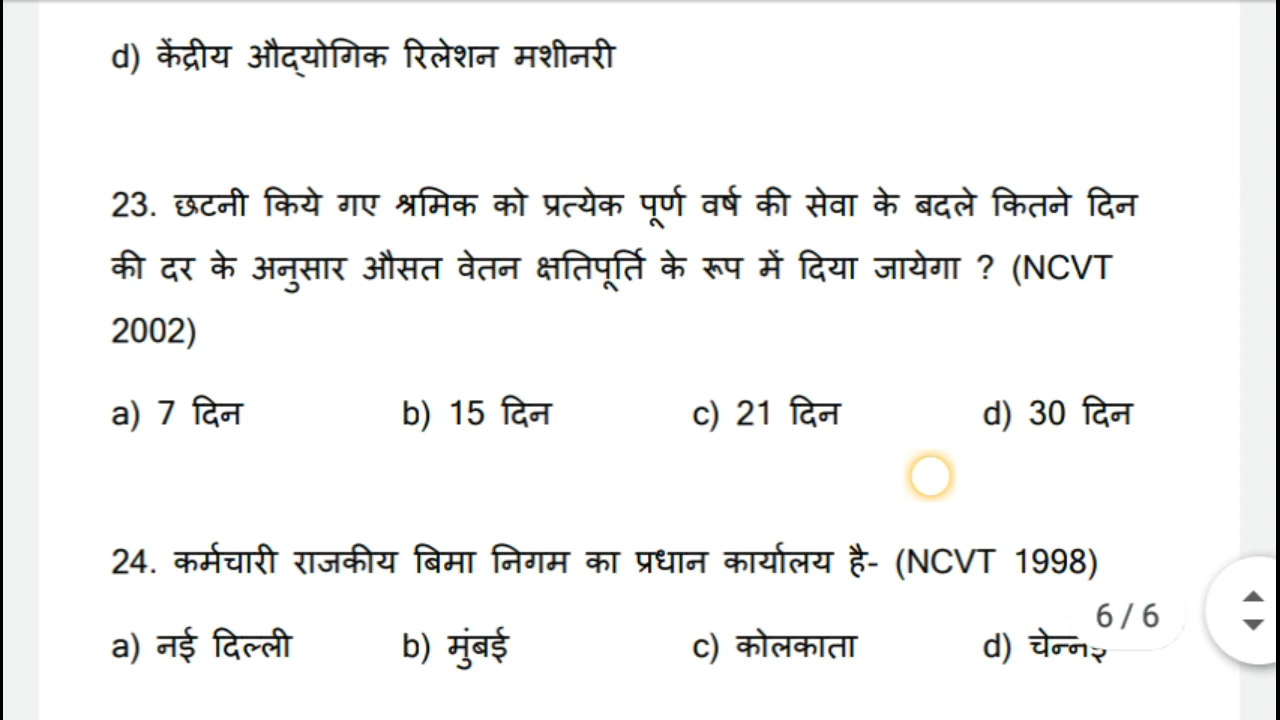 d) केंद्रीय औद्योगिक रिलेशन मशीनरी
23. छटनी किये गए श्रमिक को प्रत्येक पूर्ण वर्ष की सेवा के बदले कितने दिन
की दर के अनुसार औसत वेतन क्षतिपूर्ति के रूप में दिया जायेगा ? (NCVT
2002)
a) 7 दिन b) 15 दिन c) 21 दिन d) 30 दिन
24. कर्मचारी राजकीय बिमा निगम का प्रधान कार्यालय है- (NCVT 1998)
6 / 6
a) नई दिल्ली b) मुंबई c) कोलकाता d) चेन्नई